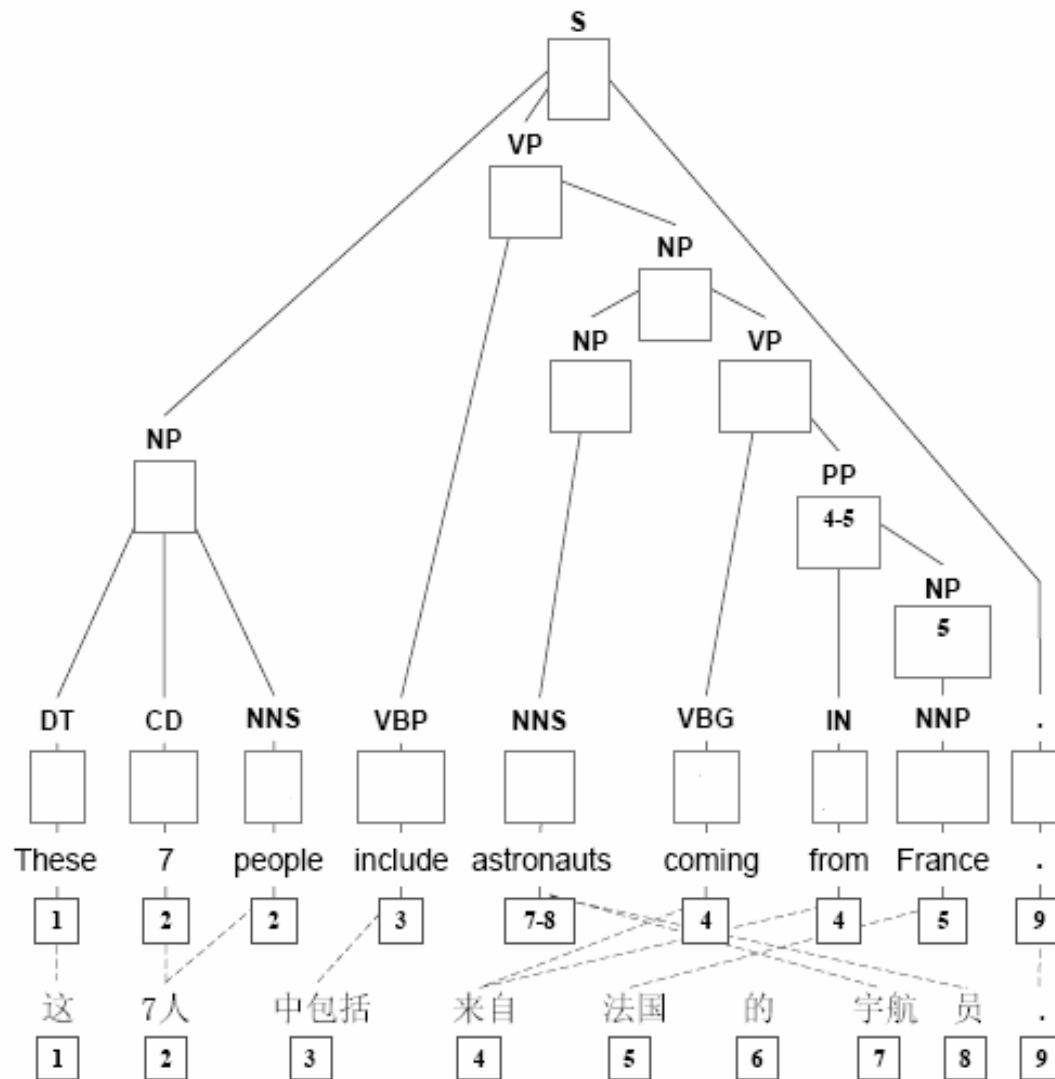 S
VP
NP
NP VP
NP
PP
4-5
NP
5
DT CD NNS VBP NNS VBG IN NNP .
These 7 people include astronauts coming from France .
1 2 2 3 7-8 4 4 5 9
这 7人 中包括 来自 法国 的 宇航 员 .
1 2 3 4 5 6 7 8 9